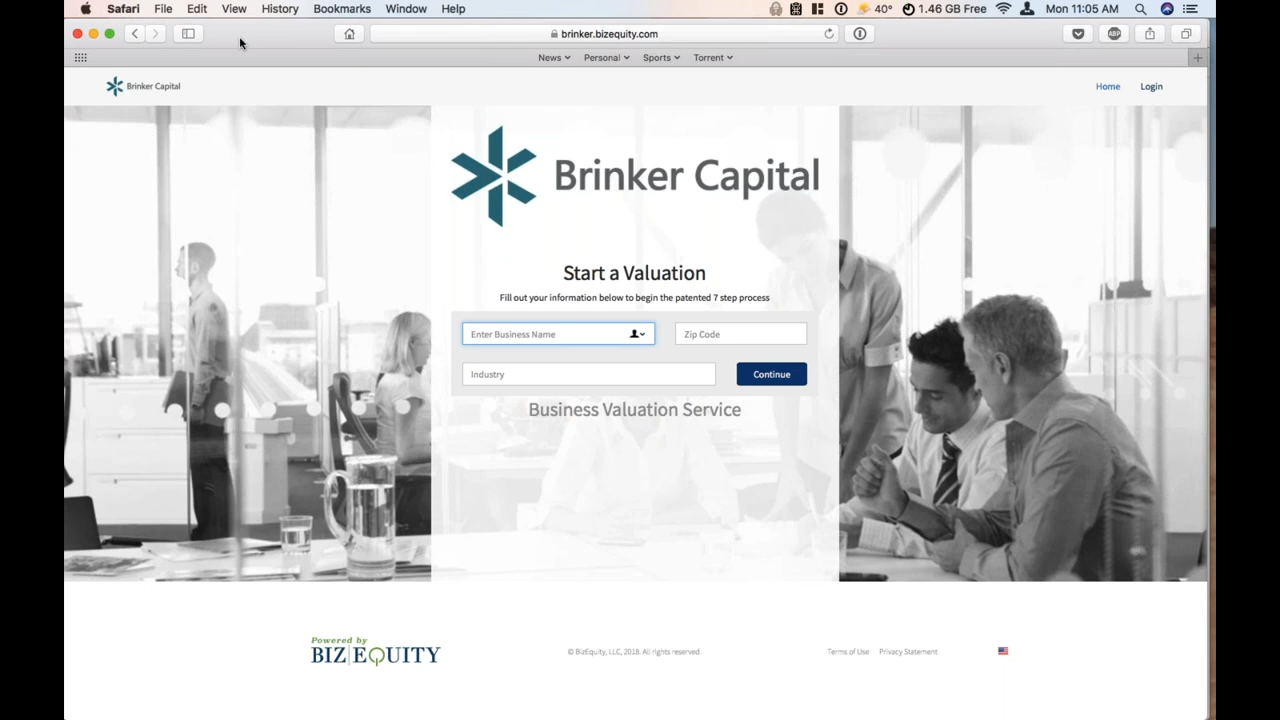 Safari File Edit View History Bookmarks Window Help 40° 1.46 GB Free Mon 11:05 AM
brinker.bizequity.com ABP
News Personal Sports Torrent
Brinker Capital Home Login
Brinker Capital
Start a Valuation
Fill out your information below to begin the patented 7 step process
Enter Business Name Zip Code
Industry Continue
Business Valuation Service
Powered by
BIZEQUITY © BizEquity, LLC, 2018. All rights reserved. Terms of Use Privacy Statement